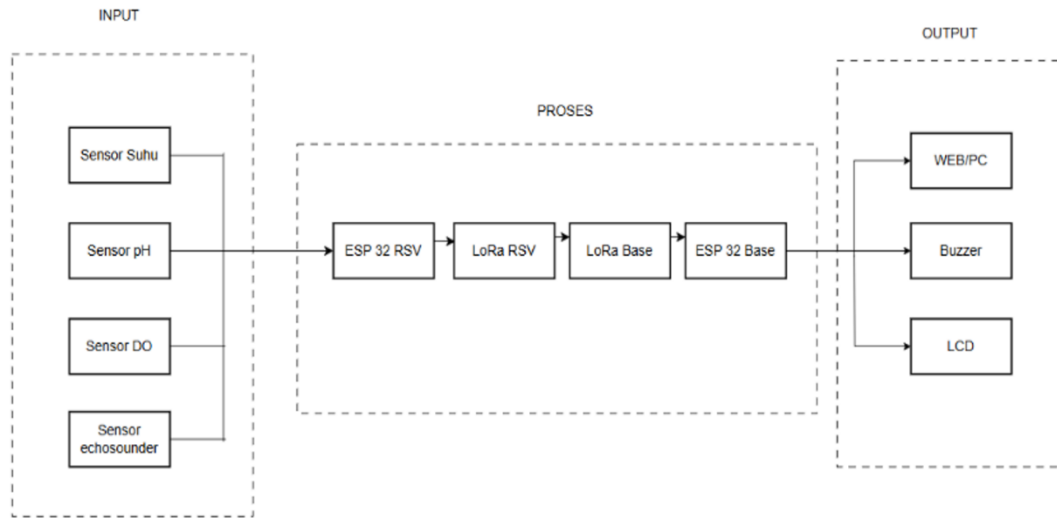 INPUT
Sensor Suhu
Sensor pH
Sensor DO
Sensor
echosounder
PROSES
ESP 32 RSV
LoRa RSV
LoRa Base
ESP 32 Base
OUTPUT
WEB/PC
Buzzer
LCD